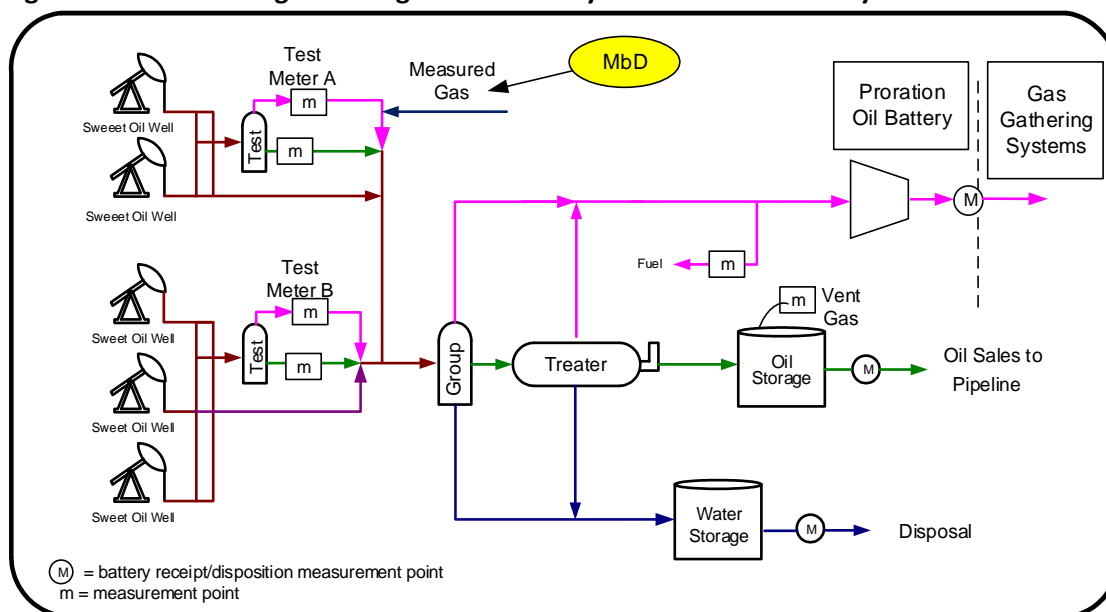 Test
Meter A
m
m
Test
Sweeet Oil Well
Sweeet Oil Well
Measured
Gas
MbD
Proration
Oil Battery
Gas
Gathering
Systems
M
Fuel
m
Test
Meter B
m
m
Test
Sweet Oil Well
Sweet Oil Well
Sweet Oil Well
Group
Treater
m
Vent
Gas
Oil
Storage
M
Oil Sales to
Pipeline
Water
Storage
M
Disposal
M = battery receipt/disposition measurement point
m = measurement point